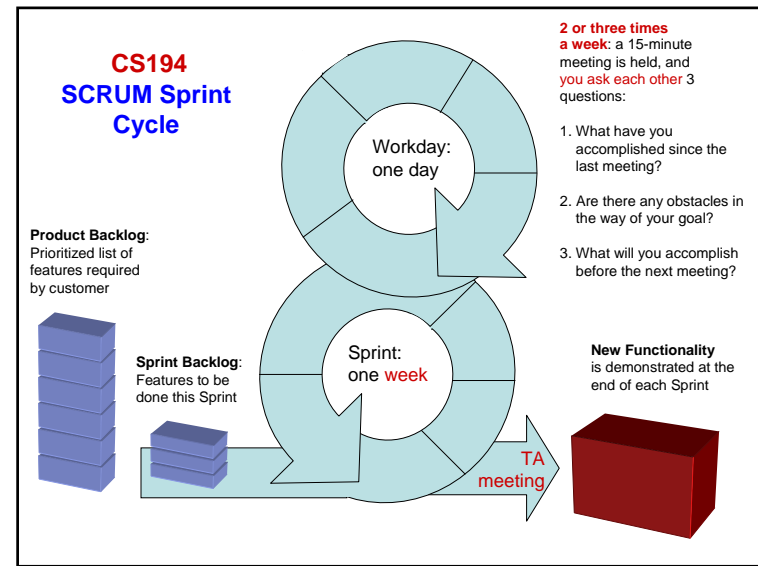 CS194
SCRUM Sprint
Cycle
2 or three times
a week: a 15-minute
meeting is held, and
you ask each other 3
questions:
1. What have you
accomplished since the
last meeting?
2. Are there any obstacles in
the way of your goal?
3. What will you accomplish
before the next meeting?
Workday:
one day
Product Backlog:
Prioritized list of
features required
by customer
Sprint Backlog:
Features to be
done this Sprint
Sprint:
one week
New Functionality
is demonstrated at the
end of each Sprint
TA
meeting